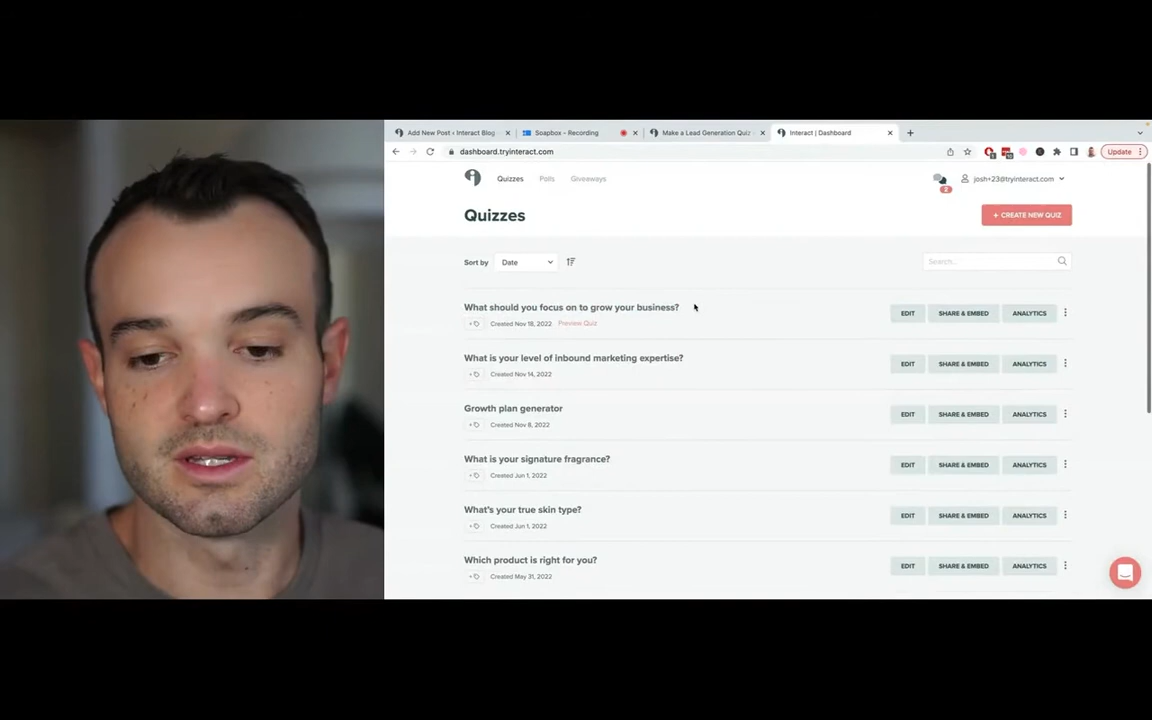 Add New Post ‹ Interact Blog
Soapbox - Recording
Make a Lead Generation Quiz
Interact | Dashboard
dashboard.tryinteract.com
Update
Quizzes
Polls
Giveaways
2
josh+23@tryinteract.com
Quizzes
+ CREATE NEW QUIZ
Sort by
Date
Search...
What should you focus on to grow your business?
Created Nov 18, 2022
Preview Quiz
EDIT
SHARE & EMBED
ANALYTICS
What is your level of inbound marketing expertise?
Created Nov 14, 2022
EDIT
SHARE & EMBED
ANALYTICS
Growth plan generator
Created Nov 8, 2022
EDIT
SHARE & EMBED
ANALYTICS
What is your signature fragrance?
Created Jun 1, 2022
EDIT
SHARE & EMBED
ANALYTICS
What's your true skin type?
Created Jun 1, 2022
EDIT
SHARE & EMBED
ANALYTICS
Which product is right for you?
Created May 31, 2022
EDIT
SHARE & EMBED
ANALYTICS